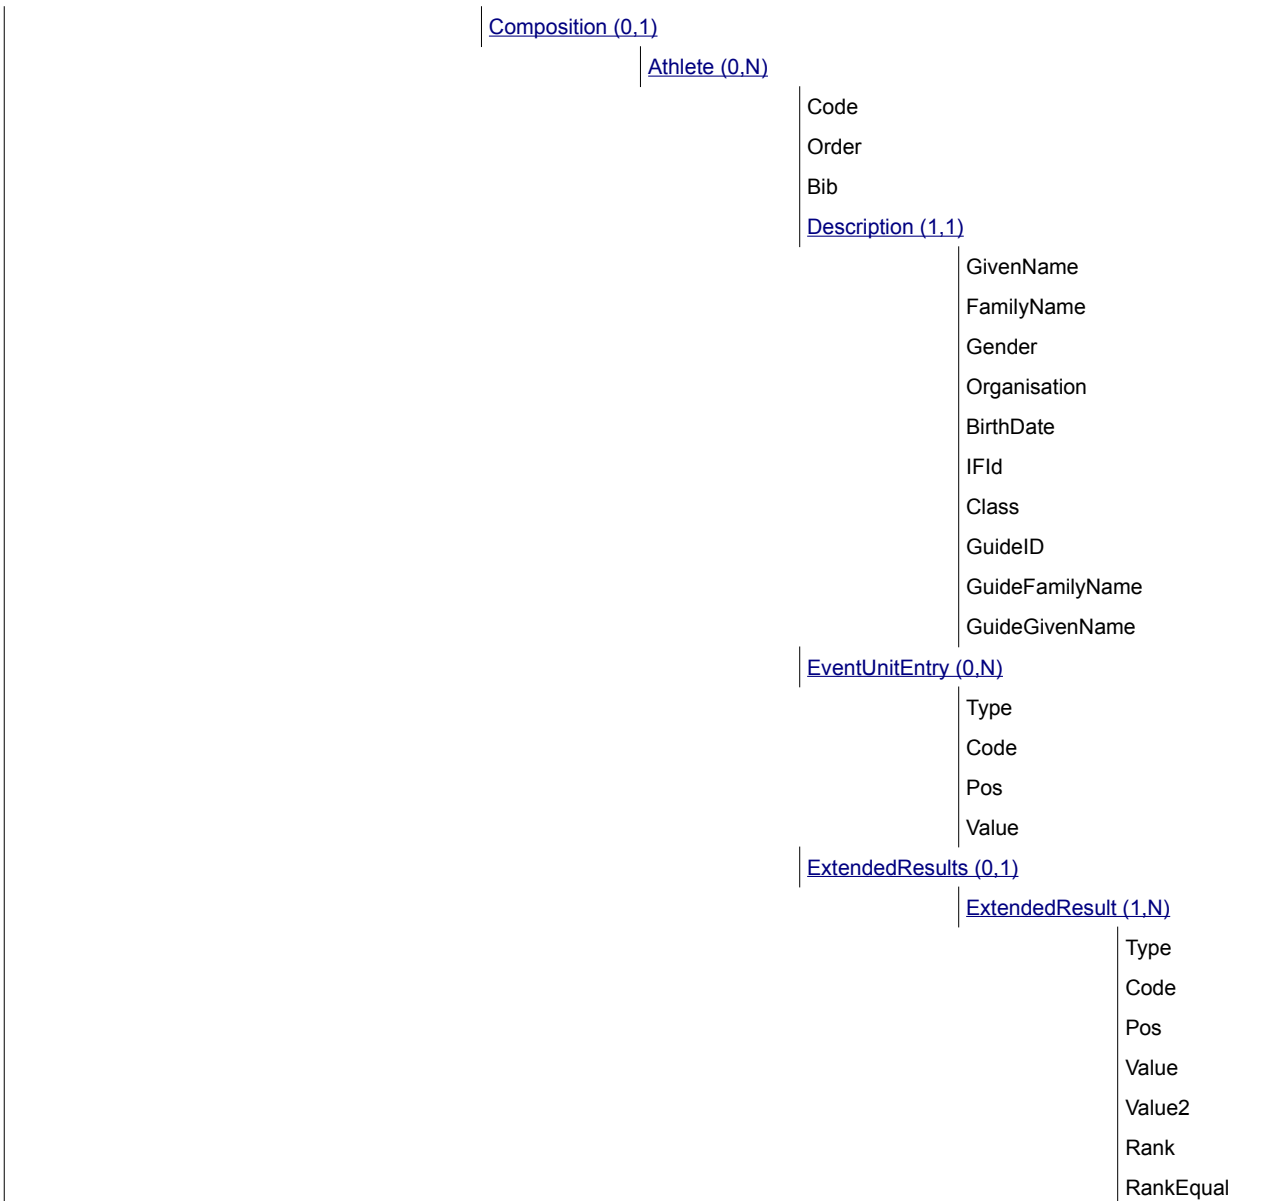 Composition (0,1)
Athlete (0,N)
Code
Order
Bib
Description (1,1)
GivenName
FamilyName
Gender
Organisation
BirthDate
IFId
Class
GuideID
GuideFamilyName
GuideGivenName
EventUnitEntry (0,N)
Type
Code
Pos
Value
ExtendedResults (0,1)
ExtendedResult (1,N)
Type
Code
Pos
Value
Value2
Rank
RankEqual